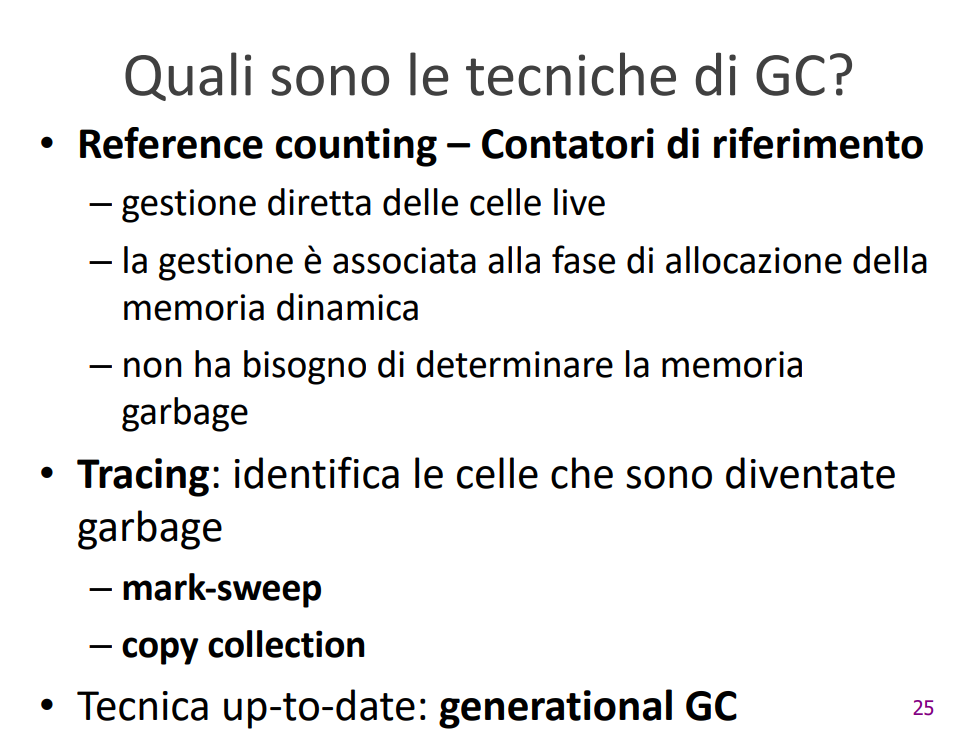 Quali sono le tecniche di GC?
• Reference counting – Contatori di riferimento
– gestione diretta delle celle live
– la gestione è associata alla fase di allocazione della
memoria dinamica
– non ha bisogno di determinare la memoria
garbage
• Tracing: identifica le celle che sono diventate
garbage
– mark-sweep
– copy collection
• Tecnica up-to-date: generational GC
25